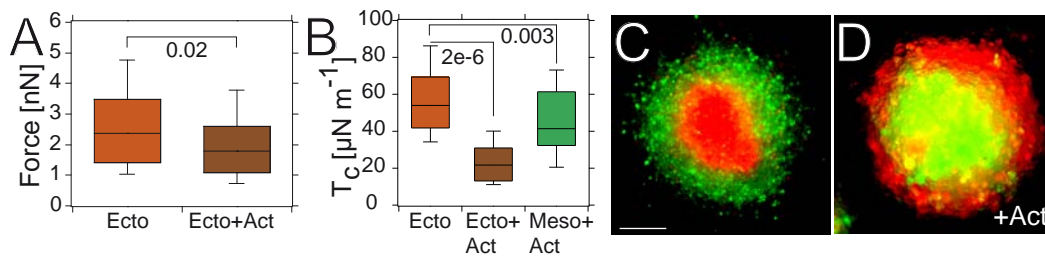 A
Force [nN]
6
5
4
3
2
1
0
0.02
Ecto
Ecto+Act
B
Tc[µN m⁻¹]
100
80
60
40
20
0
2e-6
0.003
Ecto
Ecto+
Act
Meso+
Act
C
D
+Act